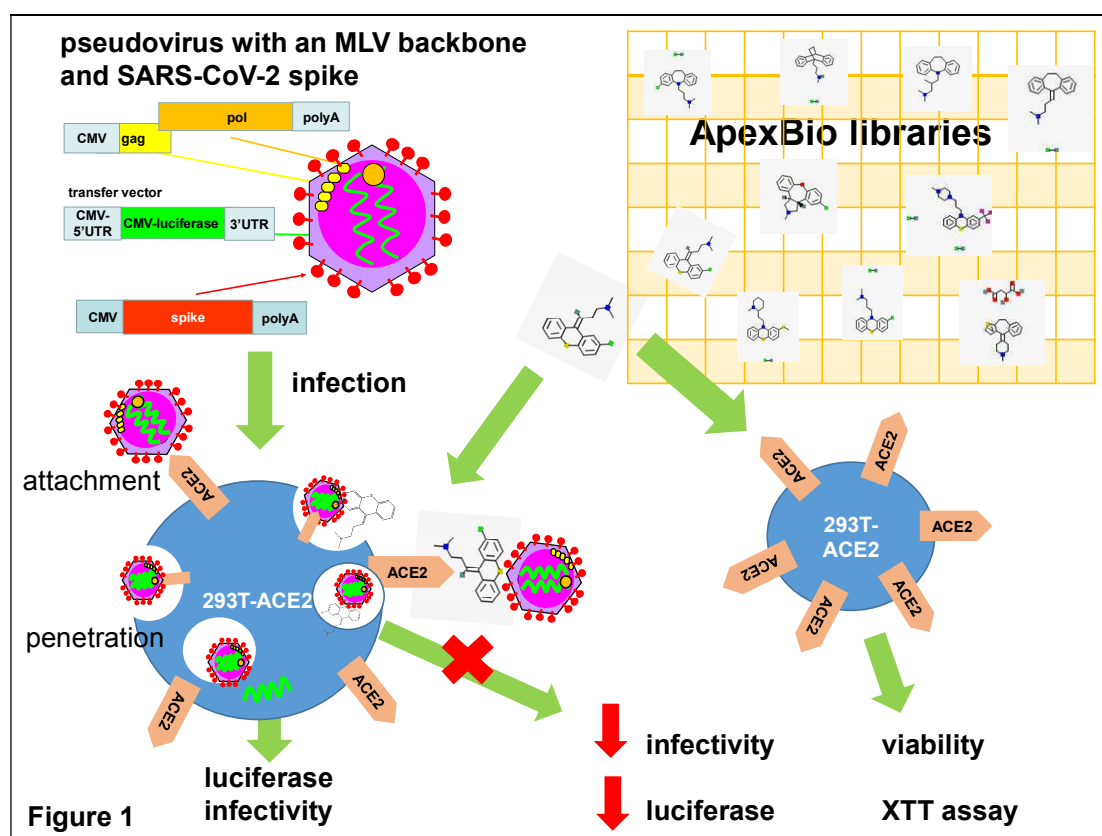 pseudovirus with an MLV backbone
and SARS-CoV-2 spike
pol
polyA
CMV
gag
transfer vector
CMV-
5'UTR
CMV-luciferase
3'UTR
CMV
spike
polyA
ApexBio libraries
infection
attachment
ACE2
ACE2
293T-ACE2
penetration
ACE2
ACE2
ACE2
ACE2
ACE2
ACE2
ACE2
ACE2
293T-
ACE2
luciferase
infectivity
infectivity
viability
luciferase
XTT assay
Figure 1